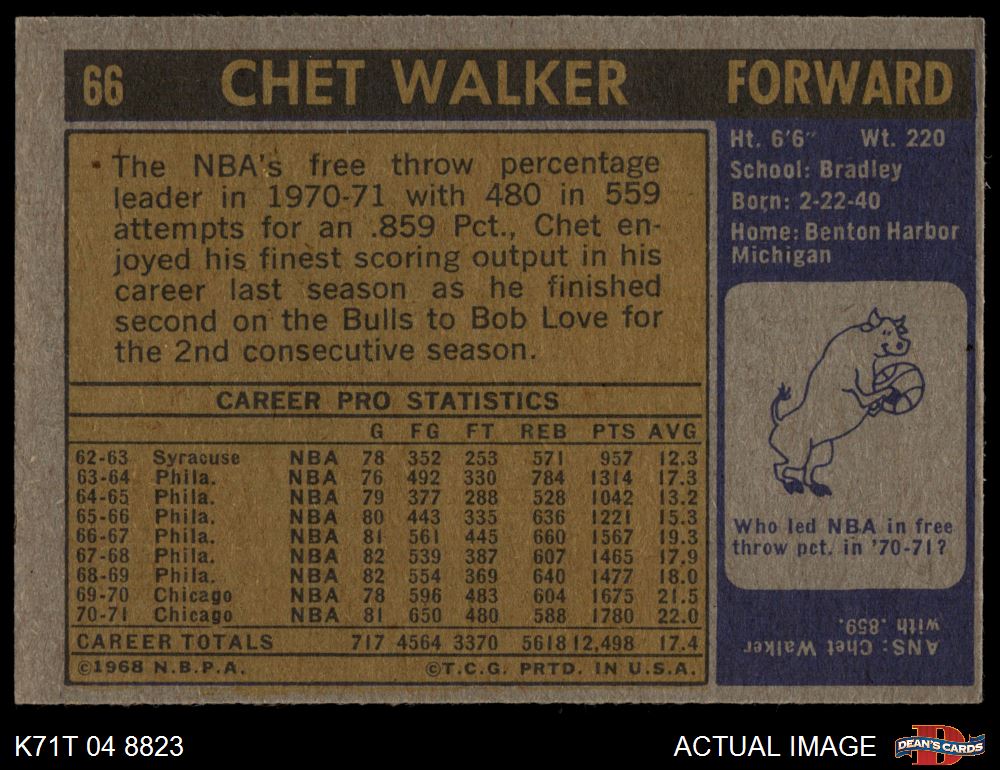 66 CHET WALKER FORWARD
• The NBA's free throw percentage
leader in 1970-71 with 480 in 559
attempts for an .859 Pct., Chet en-
joyed his finest scoring output in his
career last season as he finished
second on the Bulls to Bob Love for
the 2nd consecutive season.
CAREER PRO STATISTICS
G FG FT REB PTS AVG
62-63 Syracuse NBA 78 352 253 571 957 12.3
63-64 Phila. NBA 76 492 330 784 1314 17.3
64-65 Phila. NBA 79 377 288 528 1042 13.2
65-66 Phila. NBA 80 443 335 636 1221 15.3
66-67 Phila. NBA 81 561 445 660 1567 19.3
67-68 Phila. NBA 82 539 387 607 1465 17.9
68-69 Phila. NBA 82 554 369 640 1477 18.0
69-70 Chicago NBA 78 596 483 604 1675 21.5
70-71 Chicago NBA 81 650 480 588 1780 22.0
CAREER TOTALS 717 4564 3370 5618 12,498 17.4
©1968 N.B.P.A. ©T.C.G. PRTD. IN U.S.A.
Ht. 6'6" Wt. 220
School: Bradley
Born: 2-22-40
Home: Benton Harbor
Michigan
Who led NBA in free
throw pct. in '70-71?
ANS: Chet Walker
with .859.
K71T 04 8823
ACTUAL IMAGE
D
DEAN'S CARDS